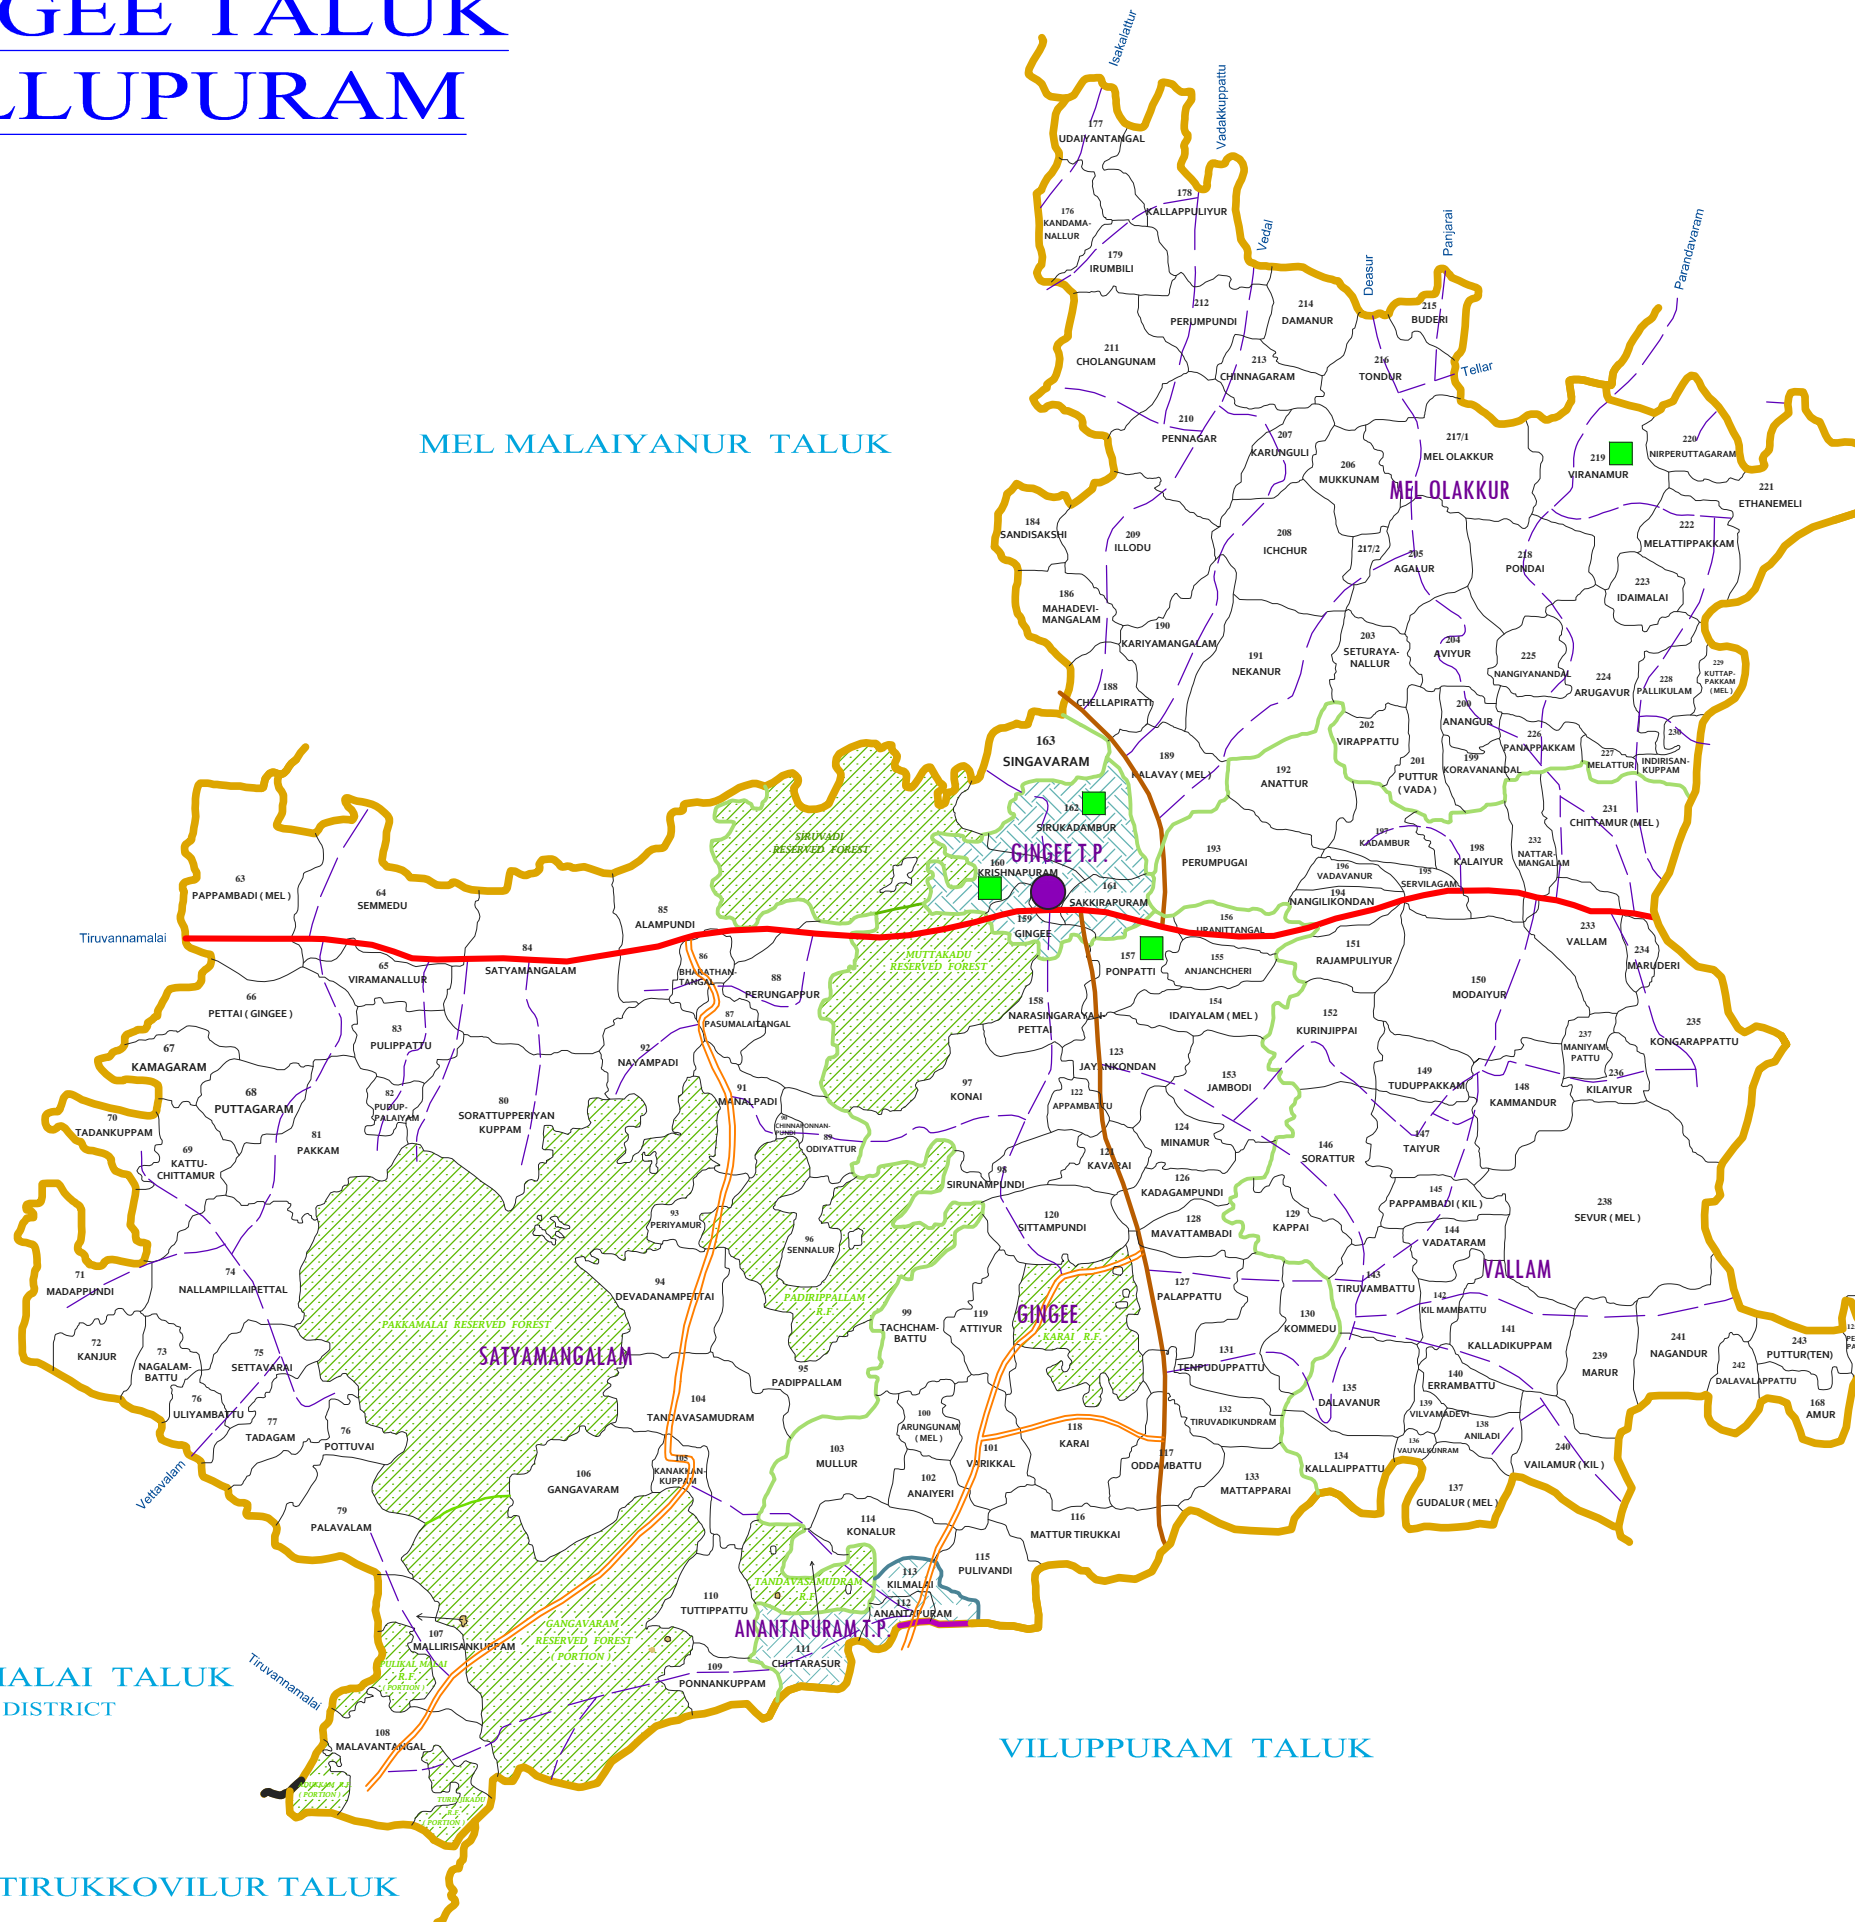 GEE TALUK
LLUPURAM
Isakalattur
Vadakkuppattu
Vedal
Deasur
Panjarai
Parandavaram
Tellar
MEL MALAIYANUR TALUK
177
UDAIYANTANGAL
178
KALLAPPULIYUR
176
KANDAMA-
NALLUR
179
IRUMBILI
212
PERUMPUNDI
214
DAMANUR
215
BUDERI
211
CHOLANGUNAM
213
CHINNAGARAM
216
TONDUR
210
PENNAGAR
207
KARUNGULI
206
MUKKUNAM
217/1
MEL OLAKKUR
MEL OLAKKUR
219
VIRANAMUR
220
NIRPERUTTAGARAM
221
ETHANEMELI
222
MELATTIPPAKKAM
184
SANDISAKSHI
209
ILLODU
208
ICHCHUR
217/2
205
AGALUR
218
PONDAI
223
IDAIMALAI
186
MAHADEVI-
MANGALAM
190
KARIYAMANGALAM
191
NEKANUR
203
SETURAYA-
NALLUR
204
AVIYUR
225
NANGIYANANDAL
224
ARUGAVUR
228
PALLIKULAM
229
KUTTAP-
PAKKAM
( MEL )
188
CHELLAPIRATTI
200
ANANGUR
202
VIRAPPATTU
226
PANAPPAKKAM
227
MELATTUR
230
INDIRISAN-
KUPPAM
163
SINGAVARAM
189
KALAVAY ( MEL )
192
ANATTUR
201
PUTTUR
( VADA )
199
KORAVANANDAL
231
CHITTAMUR (MEL )
162
SIRUKADAMBUR
GINGEE T.P.
160
KRISHNAPURAM
161
SAKKIRAPURAM
159
GINGEE
193
PERUMPUGAI
197
KADAMBUR
198
KALAIYUR
232
NATTAR-
MANGALAM
196
VADAVANUR
195
SERVILAGAM
194
NANGILIKONDAN
156
URANITTANGAL
SIRUVADI
RESERVED FOREST
63
PAPPAMBADI ( MEL )
64
SEMMEDU
85
ALAMPUNDI
84
SATYAMANGALAM
65
VIRAMANALLUR
Tiruvannamalai
66
PETTAI ( GINGEE )
86
BHARATHAN-
TANGAL
88
PERUNGAPPUR
87
PASUMALAITANGAL
MUTTAKADU
RESERVED FOREST
157
PONPATTI
155
ANJANCHCHERI
151
RAJAMPULIYUR
233
VALLAM
234
MARUDERI
150
MODAIYUR
158
NARASINGARAYAN-
PETTAI
154
IDAIYALAM ( MEL )
152
KURINJIPPAI
235
KONGARAPPATTU
237
MANIYAM-
PATTU
236
KILAIYUR
83
PULIPPATTU
67
KAMAGARAM
68
PUTTAGARAM
92
NAYAMPADI
91
MANALPADI
82
PUDUP-
PALAIYAM
80
SORATTUPPERIYAN
KUPPAM
70
TADANKUPPAM
69
KATTU-
CHITTAMUR
81
PAKKAM
90
CHINNAPONNAN-
PUNDI
89
ODIYATTUR
97
KONAI
123
JAYANKONDAN
122
APPAMBATTU
153
JAMBODI
149
TUDUPPAKKAM
148
KAMMANDUR
124
MINAMUR
121
KAVARAI
146
SORATTUR
147
TAIYUR
98
SIRUNAMPUNDI
126
KADAGAMPUNDI
145
PAPPAMBADI ( KIL )
238
SEVUR ( MEL )
120
SITTAMPUNDI
128
MAVATTAMBADI
129
KAPPAI
144
VADATARAM
VALLAM
93
PERIYAMUR
96
SENNALUR
71
MADAPPUNDI
74
NALLAMPILLAIPETTAL
94
DEVADANAMPETTAI
PADIRIPPALLAM
R.F.
PAKKAMALAI RESERVED FOREST
SATYAMANGALAM
99
TACHCHAM-
BATTU
119
ATTIYUR
GINGEE
KARAI R.F.
127
PALAPPATTU
130
KOMMEDU
143
TIRUVAMBATTU
142
KIL MAMBATTU
141
KALLADIKUPPAM
239
MARUR
241
NAGANDUR
242
DALAVALAPPATTU
243
PUTTUR(TEN)
168
AMUR
72
KANJUR
73
NAGALAM-
BATTU
75
SETTAVARAI
76
ULIYAMBATTU
77
TADAGAM
76
POTTUVAI
95
PADIPPALLAM
104
TANDAVASAMUDRAM
131
TENPUDUPPATTU
132
TIRUVADIKUNDRAM
135
DALAVANUR
140
ERRAMBATTU
139
VILVAMADEVI
138
ANILADI
136
VAUVALKUNRAM
240
VAILAMUR ( KIL )
134
KALLALIPPATTU
137
GUDALUR ( MEL )
133
MATTAPPARAI
117
ODDAMBATTU
118
KARAI
100
ARUNGUNAM
( MEL )
101
VARIKKAL
103
MULLUR
102
ANAIYERI
105
KANAKKAN-
KUPPAM
106
GANGAVARAM
Vettavalam
79
PALAVALAM
114
KONALUR
116
MATTUR TIRUKKAI
115
PULIVANDI
113
KILMALAI
112
ANANTAPURAM
TANDAVASAMUDRAM
R.F.
110
TUTTIPPATTU
ANANTAPURAM T.P.
111
CHITTARASUR
109
PONNANKUPPAM
GANGAVARAM
RESERVED FOREST
( PORTION )
107
MALLIRISANKUPPAM
PULIKAL MALAI
R.F.
( PORTION )
Tiruvannamalai
108
MALAVANTANGAL
( PORTION )
R.F.
( PORTION )
MALAI TALUK
DISTRICT
VILUPPURAM TALUK
TIRUKKOVILUR TALUK